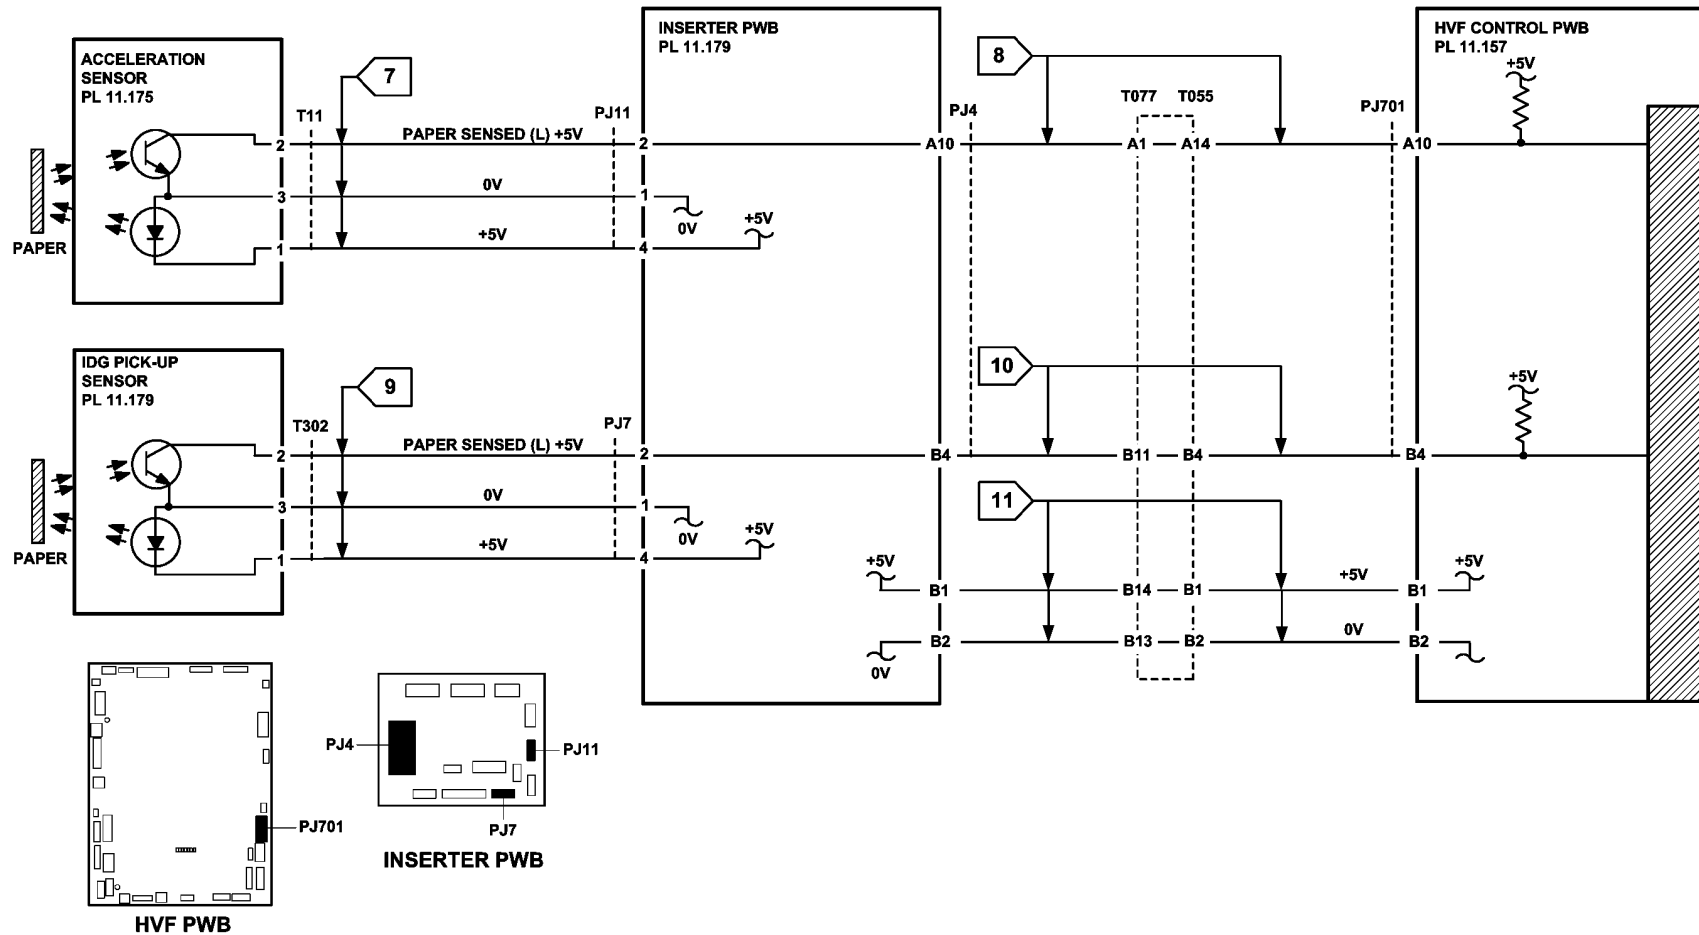 ACCELERATION
SENSOR
PL 11.175
PAPER
2
3
1
T11
7
PAPER SENSED (L) +5V
0V
+5V
PJ11
INSERTER PWB
PL 11.179
2
1
4
0V
+5V
A10
PJ4
8
T077
T055
A1
A14
PJ701
HVF CONTROL PWB
PL 11.157
A10
+5V
IDG PICK-UP
SENSOR
PL 11.179
PAPER
2
3
1
T302
9
PAPER SENSED (L) +5V
0V
+5V
PJ7
2
1
4
0V
+5V
B4
10
B11
B4
B4
+5V
11
+5V
B1
B14
B1
+5V
B1
+5V
0V
B2
B13
B2
0V
B2
PJ701
HVF PWB
PJ4
PJ11
PJ7
INSERTER PWB